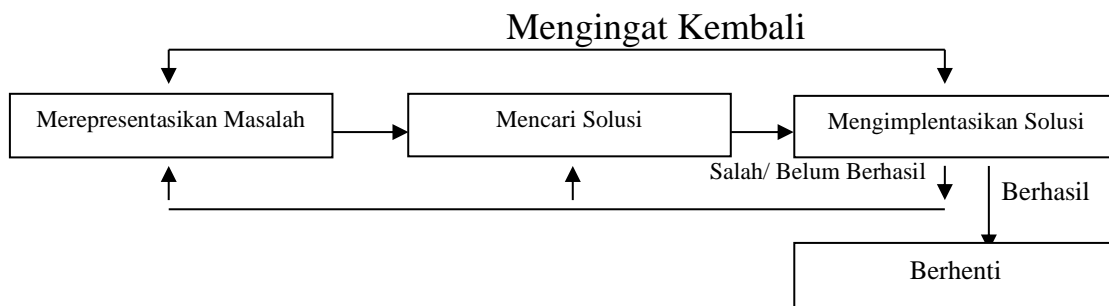 Mengingat Kembali
Merepresentasikan Masalah
Mencari Solusi
Mengimplentasikan Solusi
Salah/ Belum Berhasil
Berhasil
Berhenti